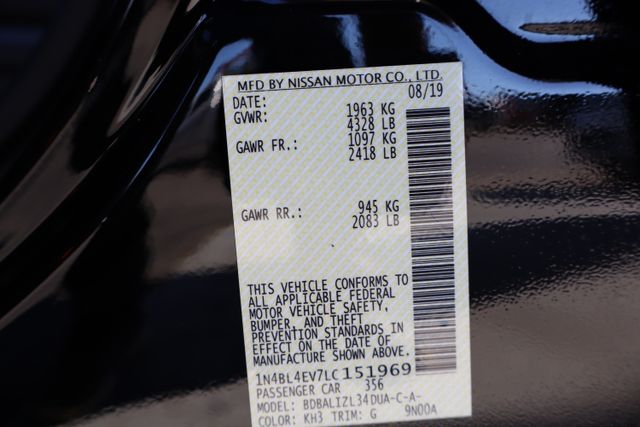 MFD BY NISSAN MOTOR CO., LTD.
DATE: 08/19
GVWR: 1963 KG
4328 LB
GAWR FR.: 1097 KG
2418 LB
GAWR RR.: 945 KG
2083 LB
THIS VEHICLE CONFORMS TO
ALL APPLICABLE FEDERAL
MOTOR VEHICLE SAFETY,
BUMPER, AND THEFT
PREVENTION STANDARDS IN
EFFECT ON THE DATE OF
MANUFACTURE SHOWN ABOVE.
1N4BL4EV7LC151969
PASSENGER CAR 356
MODEL: BDBALIZL34DUA-C-A-
COLOR: KH3 TRIM: G 9N00A